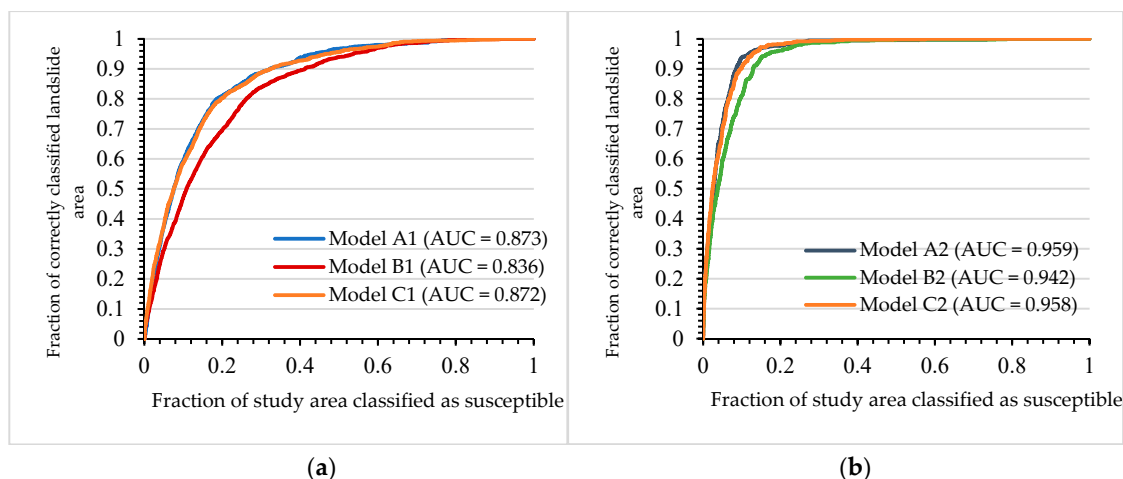 Fraction of correctly classified landslide
area
1
0.9
0.8
0.7
0.6
0.5
0.4
0.3
0.2
0.1
0
Model A1 (AUC = 0.873)
Model B1 (AUC = 0.836)
Model C1 (AUC = 0.872)
0 0.2 0.4 0.6 0.8 1
Fraction of study area classified as susceptible
(a)
Fraction of correctly classified landslide
area
1
0.9
0.8
0.7
0.6
0.5
0.4
0.3
0.2
0.1
0
Model A2 (AUC = 0.959)
Model B2 (AUC = 0.942)
Model C2 (AUC = 0.958)
0 0.2 0.4 0.6 0.8 1
Fraction of study area classified as susceptible
(b)